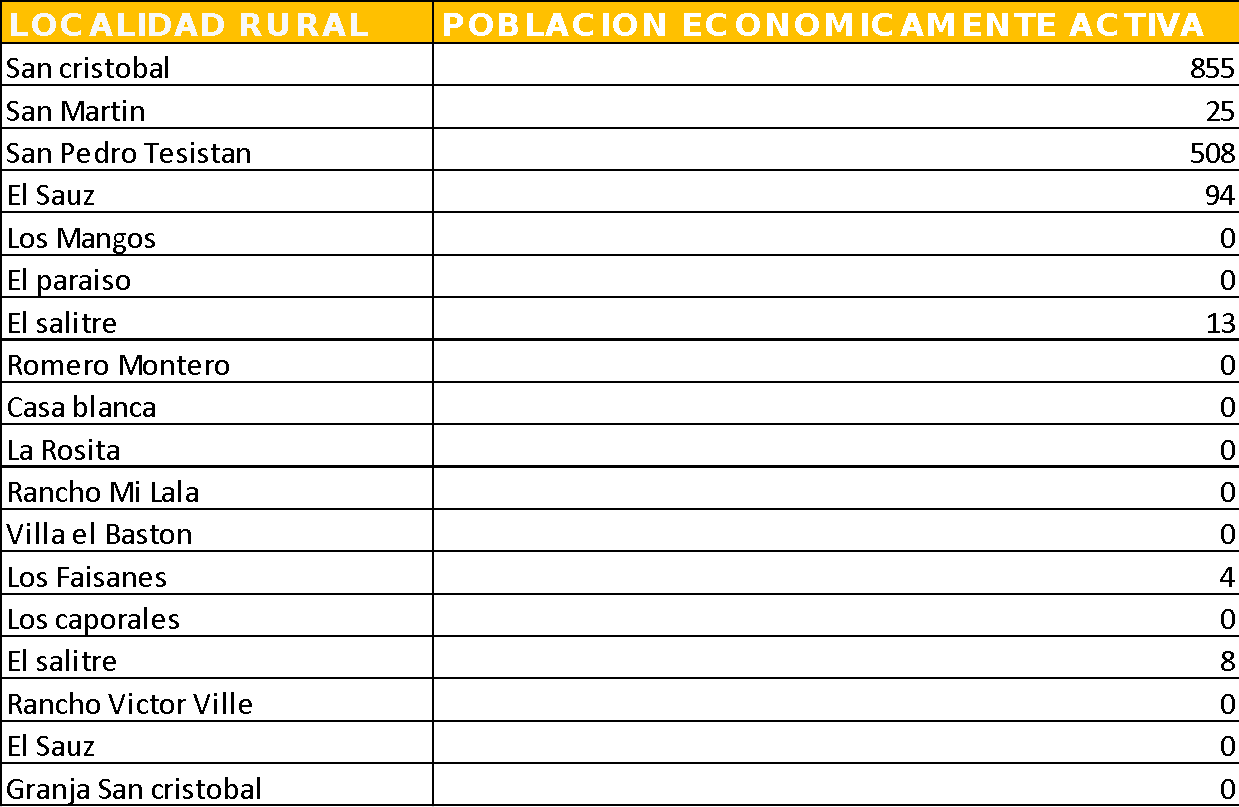 LOCALIDAD RURAL POBLACION ECONOMICAMENTE ACTIVA
San cristobal 855
San Martin 25
San Pedro Tesistan 508
El Sauz 94
Los Mangos 0
El paraiso 0
El salitre 13
Romero Montero 0
Casa blanca 0
La Rosita 0
Rancho Mi Lala 0
Villa el Baston 0
Los Faisanes 4
Los caporales 0
El salitre 8
Rancho Victor Ville 0
El Sauz 0
Granja San cristobal 0